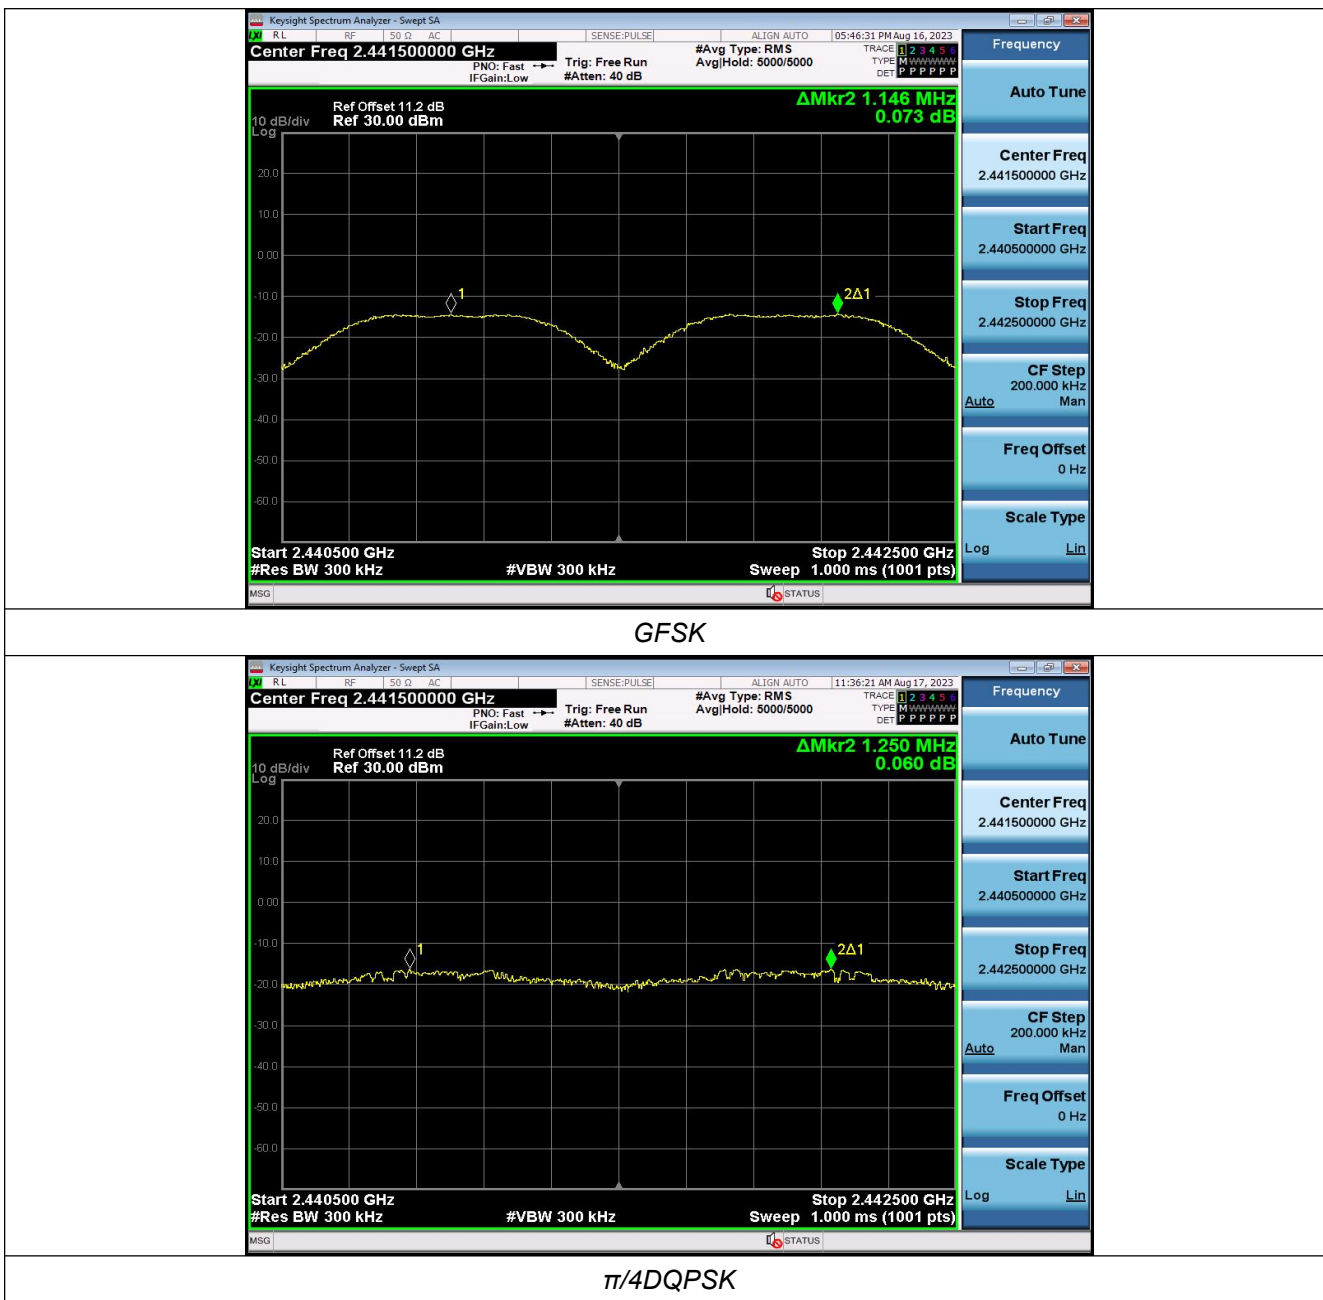 Keysight Spectrum Analyzer - Swept SA
LXI RL RF 50 Ω AC SENSE:PULSE ALIGN AUTO 05:46:31 PM Aug 16, 2023
Center Freq 2.441500000 GHz #Avg Type: RMS TRACE 1 2 3 4 5 6
PNO: Fast Trig: Free Run Avg|Hold: 5000/5000 TYPE M WWWWW
IFGain:Low #Atten: 40 dB DET P P P P P P
Frequency
Auto Tune
Ref Offset 11.2 dB ΔMkr2 1.146 MHz
10 dB/div Ref 30.00 dBm 0.073 dB
Log
20.0
10.0
0.00
-10.0
-20.0
-30.0
-40.0
-50.0
-60.0
1
2Δ1
Center Freq
2.441500000 GHz
Start Freq
2.440500000 GHz
Stop Freq
2.442500000 GHz
CF Step
200.000 kHz
Auto Man
Freq Offset
0 Hz
Scale Type
Log Lin
Start 2.440500 GHz Stop 2.442500 GHz
#Res BW 300 kHz #VBW 300 kHz Sweep 1.000 ms (1001 pts)
MSG STATUS
GFSK
Keysight Spectrum Analyzer - Swept SA
LXI RL RF 50 Ω AC SENSE:PULSE ALIGN AUTO 11:36:21 AM Aug 17, 2023
Center Freq 2.441500000 GHz #Avg Type: RMS TRACE 1 2 3 4 5 6
PNO: Fast Trig: Free Run Avg|Hold: 5000/5000 TYPE M WWWWW
IFGain:Low #Atten: 40 dB DET P P P P P P
Frequency
Auto Tune
Ref Offset 11.2 dB ΔMkr2 1.250 MHz
10 dB/div Ref 30.00 dBm 0.060 dB
Log
20.0
10.0
0.00
-10.0
-20.0
-30.0
-40.0
-50.0
-60.0
1
2Δ1
Center Freq
2.441500000 GHz
Start Freq
2.440500000 GHz
Stop Freq
2.442500000 GHz
CF Step
200.000 kHz
Auto Man
Freq Offset
0 Hz
Scale Type
Log Lin
Start 2.440500 GHz Stop 2.442500 GHz
#Res BW 300 kHz #VBW 300 kHz Sweep 1.000 ms (1001 pts)
MSG STATUS
π/4DQPSK